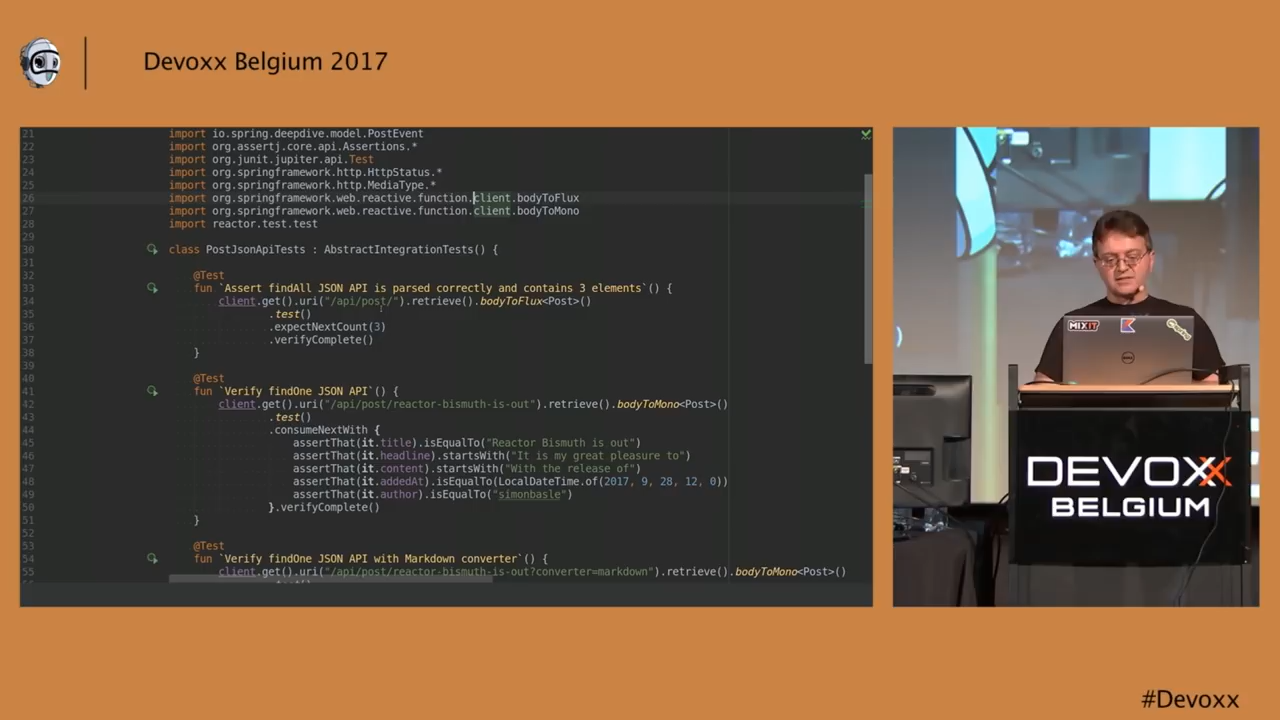 Devoxx Belgium 2017
21 import io.spring.deepdive.model.PostEvent
22 import org.assertj.core.api.Assertions.*
23 import org.junit.jupiter.api.Test
24 import org.springframework.http.HttpStatus.*
25 import org.springframework.http.MediaType.*
26 import org.springframework.web.reactive.function.client.bodyToFlux
27 import org.springframework.web.reactive.function.client.bodyToMono
28 import reactor.test.test
29
30 class PostJsonApiTests : AbstractIntegrationTests() {
31
32 @Test
33 fun `Assert findAll JSON API is parsed correctly and contains 3 elements`() {
34 client.get().uri("/api/post/").retrieve().bodyToFlux<Post>()
35 .test()
36 .expectNextCount(3)
37 .verifyComplete()
38 }
39
40 @Test
41 fun `Verify findOne JSON API`() {
42 client.get().uri("/api/post/reactor-bismuth-is-out").retrieve().bodyToMono<Post>()
43 .test()
44 .consumeNextWith {
45 assertThat(it.title).isEqualTo("Reactor Bismuth is out")
46 assertThat(it.headline).startsWith("It is my great pleasure to")
47 assertThat(it.content).startsWith("With the release of")
48 assertThat(it.addedAt).isEqualTo(LocalDateTime.of(2017, 9, 28, 12, 0))
49 assertThat(it.author).isEqualTo("simonbasle")
50 }.verifyComplete()
51 }
52
53 @Test
54 fun `Verify findOne JSON API with Markdown converter`() {
55 client.get().uri("/api/post/reactor-bismuth-is-out?converter=markdown").retrieve().bodyToMono<Post>()
MIXIT
DELL
DEVOXX
BELGIUM
#Devoxx